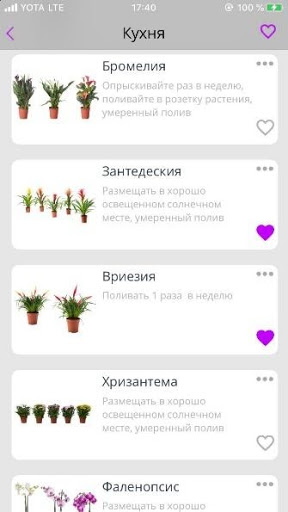 YOTA LTE 17:40 100 %
Кухня
Бромелия
Опрыскивайте раз в неделю,
поливайте в розетку растения,
умеренный полив
Зантедеския
Размещать в хорошо
освещенном солнечном
месте, умеренный полив
Вриезия
Поливать 1 раза в неделю
Хризантема
Размещать в хорошо
освещенном солнечном
месте, умеренный полив
Фаленопсис
Размещать в хорошо